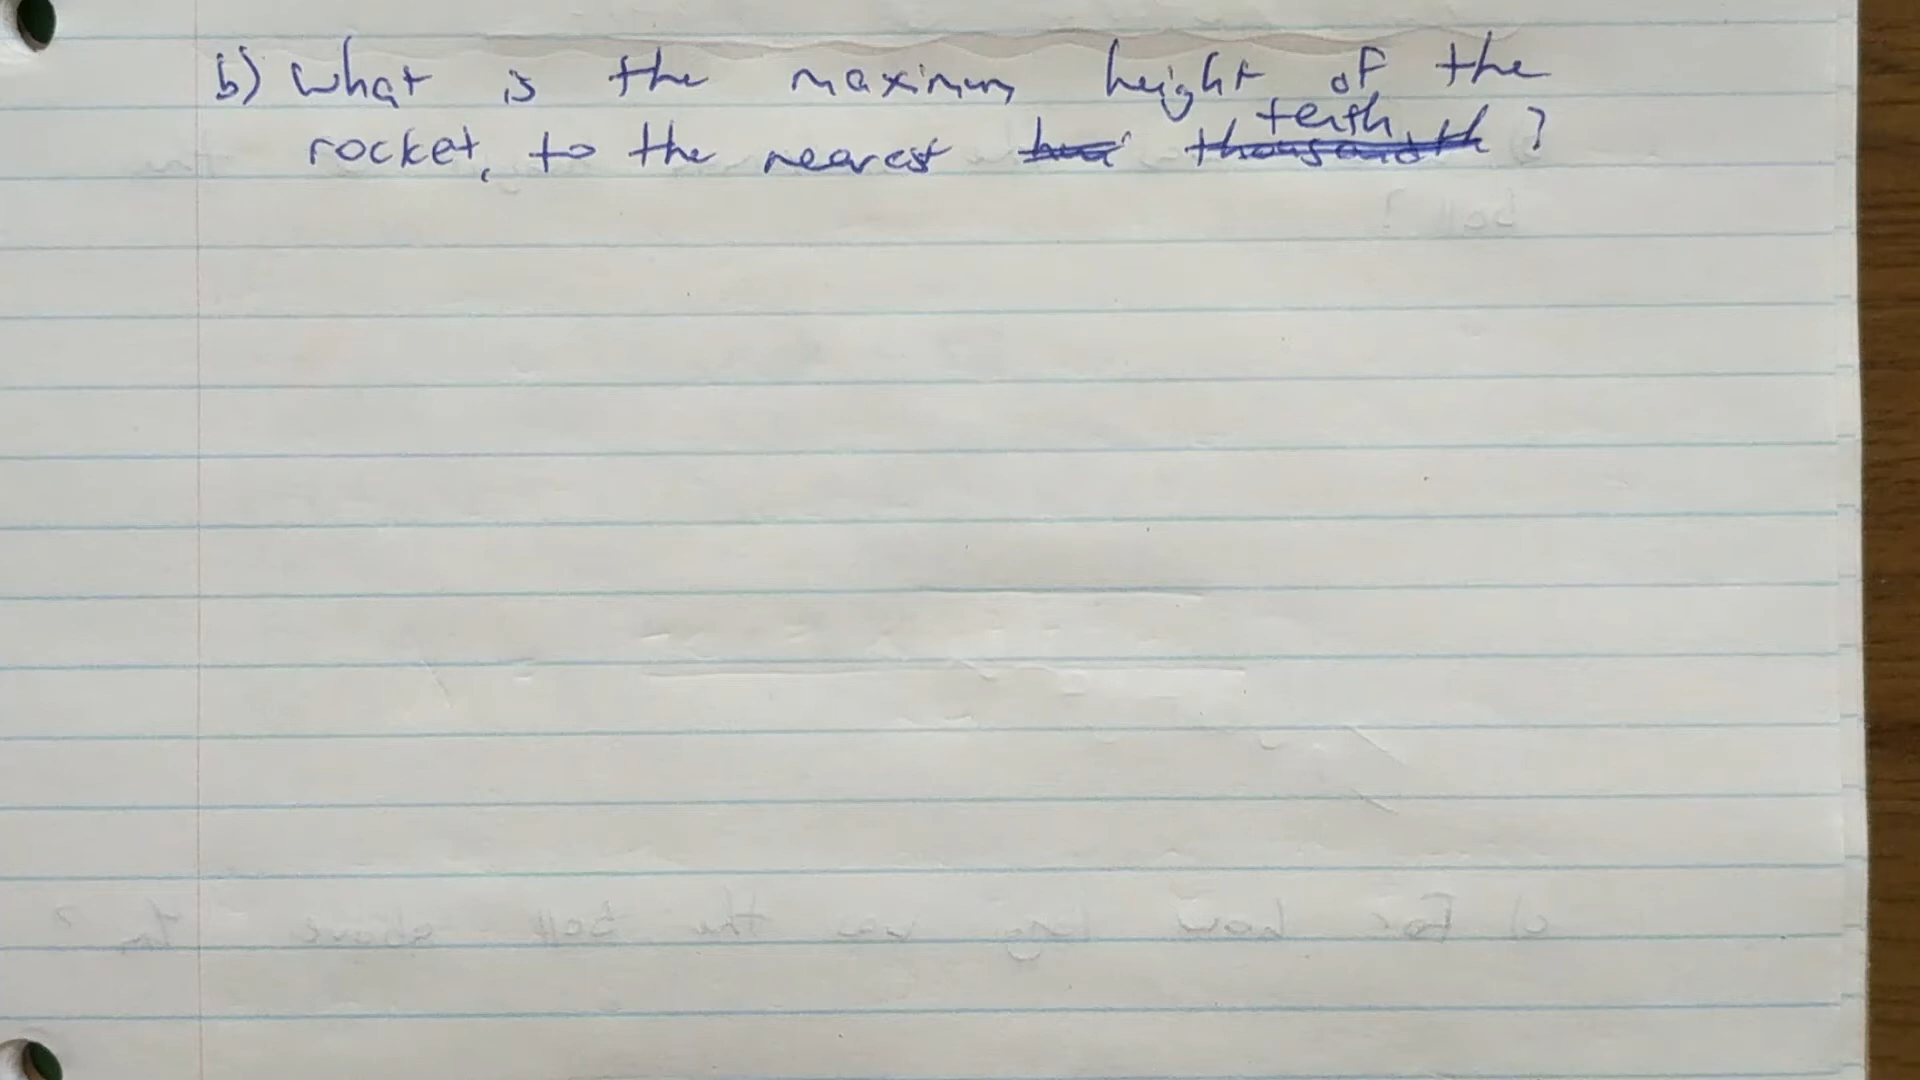 b) What is the maximum height of the
rocket, to the nearest tenth?